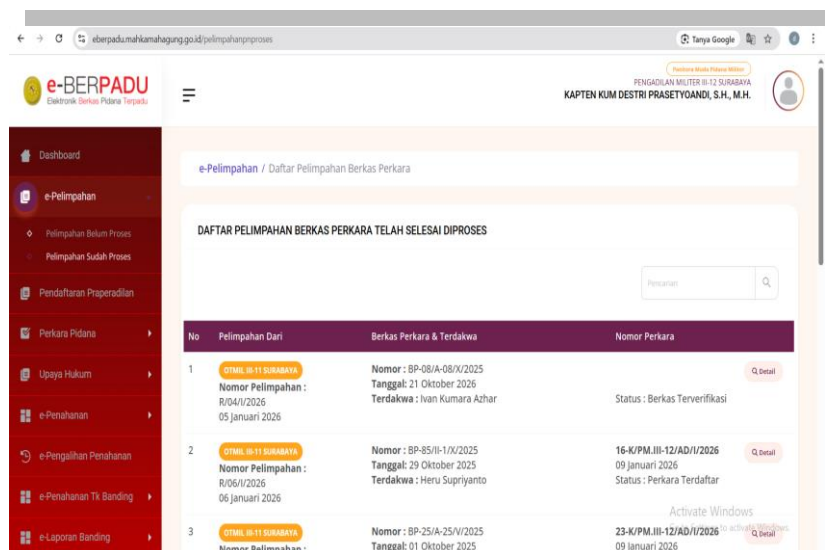 eberpadu.mahkamahagung.go.id/pelimpahanpnproses
Tanya Google
e-BERPADU
Elektronik Berkas Pidana Terpadu
Panitera Muda Pidana Militer
PENGADILAN MILITER III-12 SURABAYA
KAPTEN KUM DESTRI PRASETYOANDI, S.H., M.H.
Dashboard
e-Pelimpahan
Pelimpahan Belum Proses
Pelimpahan Sudah Proses
Pendaftaran Praperadilan
Perkara Pidana
Upaya Hukum
e-Penahanan
e-Pengalihan Penahanan
e-Penahanan Tk Banding
e-Laporan Banding
e-Pelimpahan / Daftar Pelimpahan Berkas Perkara
DAFTAR PELIMPAHAN BERKAS PERKARA TELAH SELESAI DIPROSES
Pencarian
No Pelimpahan Dari Berkas Perkara & Terdakwa Nomor Perkara
1 OTMIL III-11 SURABAYA Nomor : BP-08/A-08/X/2025 Detail
Nomor Pelimpahan : Tanggal: 21 Oktober 2026
R/04/I/2026 Terdakwa : Ivan Kumara Azhar Status : Berkas Terverifikasi
05 Januari 2026
2 OTMIL III-11 SURABAYA Nomor : BP-85/II-1/X/2025 16-K/PM.III-12/AD/I/2026 Detail
Nomor Pelimpahan : Tanggal: 29 Oktober 2025 09 Januari 2026
R/06/I/2026 Terdakwa : Heru Supriyanto Status : Perkara Terdaftar
06 Januari 2026
Activate Windows
3 OTMIL III-11 SURABAYA Nomor : BP-25/A-25/V/2025 23-K/PM.III-12/AD/I/2026 Detail
Nomor Pelimpahan : Tanggal: 01 Oktober 2025 09 Januari 2026